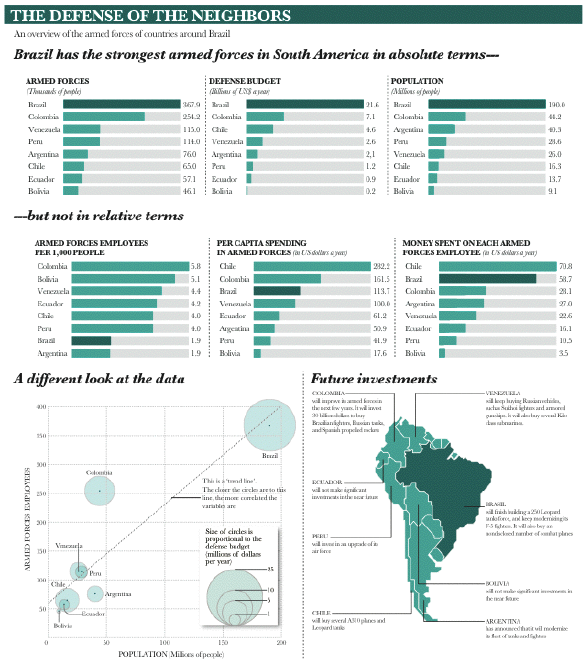 THE DEFENSE OF THE NEIGHBORS
An overview of the armed forces of countries around Brazil
Brazil has the strongest armed forces in South America in absolute terms---
ARMED FORCES
(Thousands of people)
Brazil 367.9
Colombia 254.2
Venezuela 115.0
Peru 114.0
Argentina 76.0
Chile 65.0
Ecuador 57.1
Bolivia 46.1
DEFENSE BUDGET
(Billions of US$ a year)
Brazil 21.6
Colombia 7.1
Chile 4.6
Venezuela 2.6
Argentina 2,1
Peru 1.2
Ecuador 0.9
Bolivia 0.2
POPULATION
(Millions of people)
Brazil 190.0
Colombia 44.2
Argentina 40.3
Peru 28.6
Venezuela 26.0
Chile 16.3
Ecuador 13.7
Bolivia 9.1
---but not in relative terms
ARMED FORCES EMPLOYEES
PER 1,000 PEOPLE
Colombia 5.8
Bolivia 5.1
Venezuela 4.4
Ecuador 4.2
Chile 4.0
Peru 4.0
Brazil 1.9
Argentina 1.9
PER CAPITA SPENDING
IN ARMED FORCES (in US dollars a year)
Chile 282.2
Colombia 161.5
Brazil 113.7
Venezuela 100.0
Ecuador 61.2
Argentina 50.9
Peru 41.9
Bolivia 17.6
MONEY SPENT ON EACH ARMED
FORCES EMPLOYEE (in US dollars a year)
Chile 70.8
Brazil 58.7
Colombia 28.1
Argentina 27.0
Venezuela 22.6
Ecuador 16.1
Peru 10.5
Bolivia 3.5
A different look at the data
ARMED FORCES EMPLOYEES
400
350
300
250
200
150
100
50
Brazil
Colombia
Venezuela
Peru
Chile
Argentina
Ecuador
Bolivia
This is a "trend line".
The closer the circles are to this
line, the more correlated the
variables are
Size of circles is
proportional to the
defense budget
(millions of dollars
per year)
25
10
5
1
0
50
100
150
200
POPULATION (Millions of people)
Future investments
COLOMBIA
will improve its armed forces in
the next few years. It will invest
billion dollars to buy
Brazilian fighters, Russian tanks,
and Spanish propelled rockets
VENEZUELA
will keep buying Russian vehicles,
such as Sukhoi fighters and armored
gunships. It will also buy several Kilo
class submarines.
ECUADOR
will not make significant
investments in the near future
BRASIL
will finish building a 250 Leopard
tank force, and keep modernizing its
F-5 fighters. It will also buy an
undisclosed number of combat planes
PERU
will invest in an upgrade of its
air force
BOLIVIA
will not make significant investments in
the near future
CHILE
will buy several planes and
Leopard tanks
ARGENTINA
has announced that it will modernize
its fleet of tanks and fighters